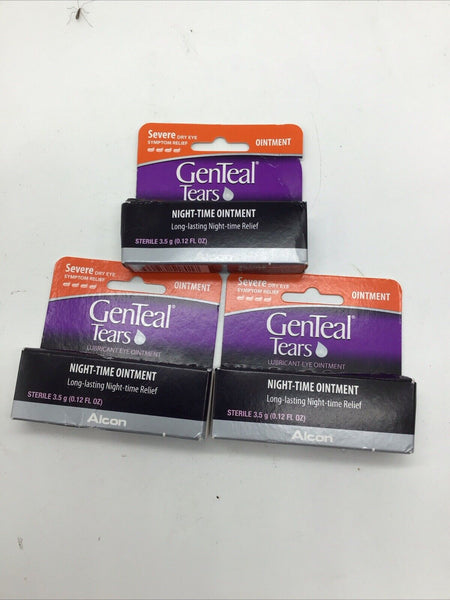 Severe DRY EYE
SYMPTOM RELIEF
OINTMENT
GenTeal®
Tears
NIGHT-TIME OINTMENT
Long-lasting Night-time Relief
STERILE 3.5 g (0.12 FL OZ)
Alcon
Severe DRY EYE
SYMPTOM RELIEF
OINTMENT
GenTeal®
Tears
LUBRICANT EYE OINTMENT
NIGHT-TIME OINTMENT
Long-lasting Night-time Relief
STERILE 3.5 g (0.12 FL OZ)
Alcon
Severe DRY EYE
SYMPTOM RELIEF
OINTMENT
GenTeal®
Tears
LUBRICANT EYE OINTMENT
NIGHT-TIME OINTMENT
Long-lasting Night-time Relief
STERILE 3.5 g (0.12 FL OZ)
Alcon